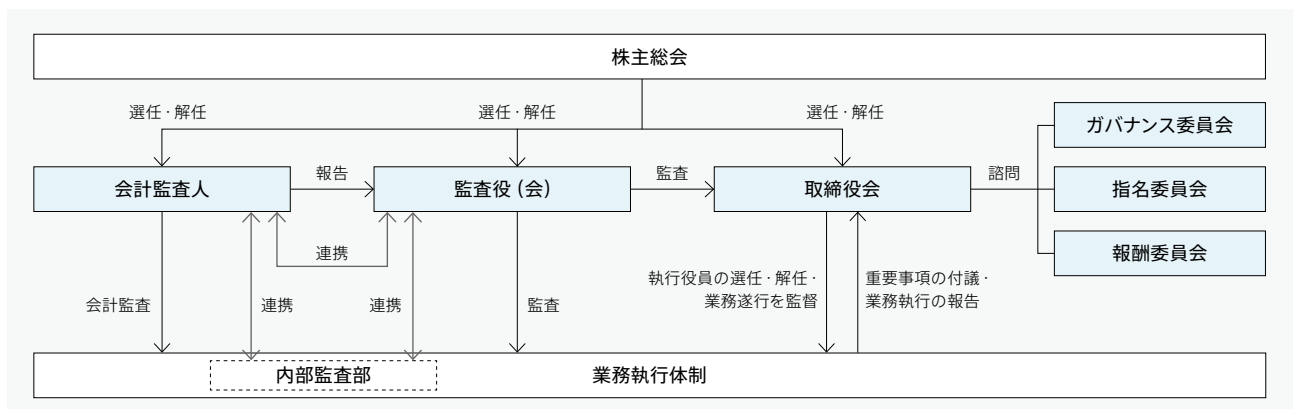 株主総会
選任・解任
選任・解任
選任・解任
ガバナンス委員会
会計監査人
報告
監査役（会）
監査
取締役会
諮問
指名委員会
連携
報酬委員会
会計監査
連携
連携
監査
執行役員の選任・解任・
業務遂行を監督
重要事項の付議・
業務執行の報告
内部監査部
業務執行体制